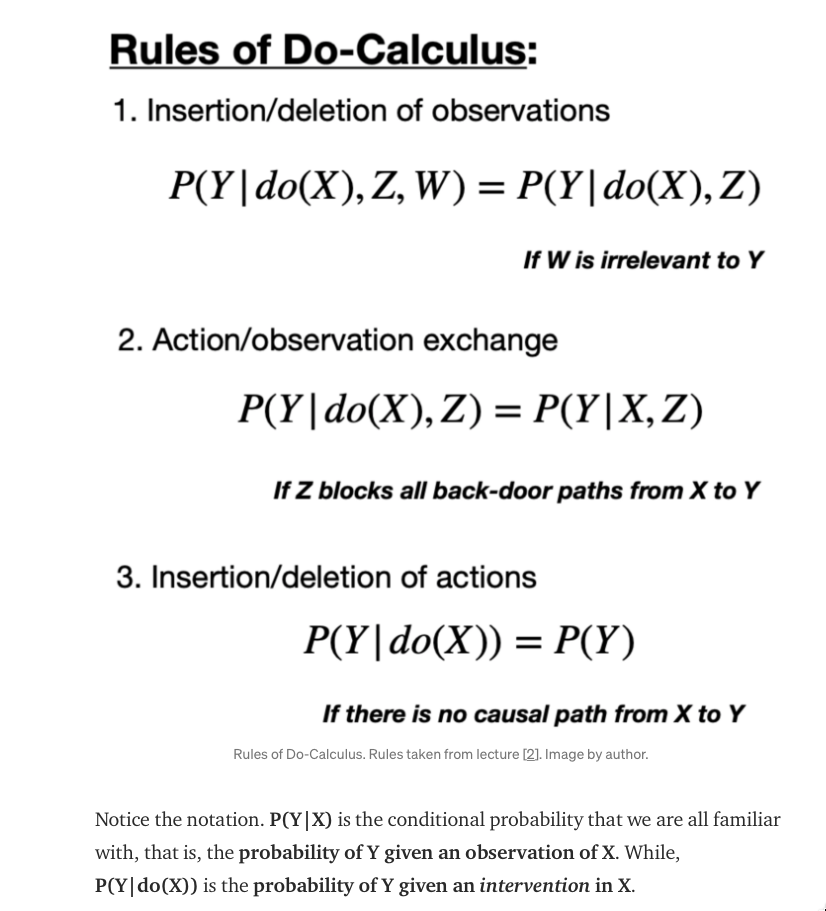 Rules of Do-Calculus:
1. Insertion/deletion of observations
P(Y|do(X), Z, W) = P(Y|do(X), Z)
If W is irrelevant to Y
2. Action/observation exchange
P(Y|do(X), Z) = P(Y|X, Z)
If Z blocks all back-door paths from X to Y
3. Insertion/deletion of actions
P(Y|do(X)) = P(Y)
If there is no causal path from X to Y
Rules of Do-Calculus. Rules taken from lecture [2]. Image by author.
Notice the notation. P(Y|X) is the conditional probability that we are all familiar
with, that is, the probability of Y given an observation of X. While,
P(Y|do(X)) is the probability of Y given an intervention in X.